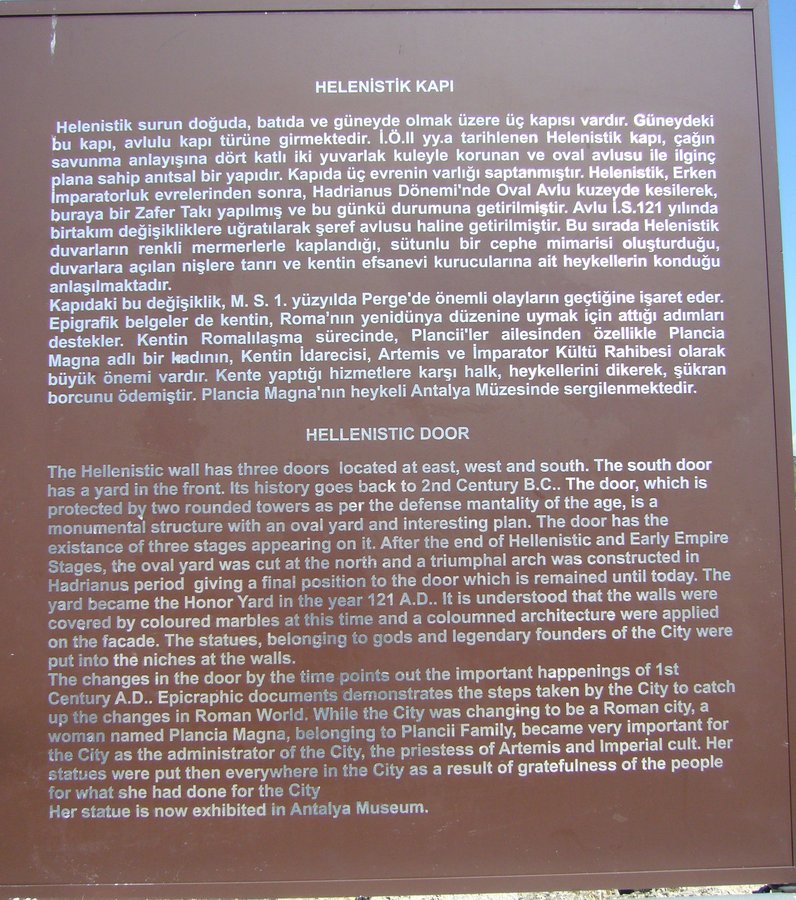 HELENİSTİK KAPI
Helenistik surun doğuda, batıda ve güneyde olmak üzere üç kapısı vardır. Güneydeki
bu kapı, avlulu kapı türüne girmektedir. İ.Ö.II yy.a tarihlenen Helenistik kapı, çağın
savunma anlayışına dört katlı iki yuvarlak kuleyle korunan ve oval avlusu ile ilginç
plana sahip anıtsal bir yapıdır. Kapıda üç evrenin varlığı saptanmıştır. Helenistik, Erken
İmparatorluk evrelerinden sonra, Hadrianus Dönemi'nde Oval Avlu kuzeyde kesilerek,
buraya bir Zafer Takı yapılmış ve bu günkü durumuna getirilmiştir. Avlu İ.S.121 yılında
birtakım değişikliklere uğratılarak şeref avlusu haline getirilmiştir. Bu sırada Helenistik
duvarların renkli mermerlerle kaplandığı, sütunlu bir cephe mimarisi oluşturduğu,
duvarlara açılan nişlere tanrı ve kentin efsanevi kurucularına ait heykellerin konduğu
anlaşılmaktadır.
Kapıdaki bu değişiklik, M. S. 1. yüzyılda Perge'de önemli olayların geçtiğine işaret eder.
Epigrafik belgeler de kentin, Roma'nın yenidünya düzenine uymak için attığı adımları
destekler. Kentin Romalılaşma sürecinde, Plancii'ler ailesinden özellikle Plancia
Magna adlı bir kadının, Kentin İdarecisi, Artemis ve İmparator Kültü Rahibesi olarak
büyük önemi vardır. Kente yaptığı hizmetlere karşı halk, heykellerini dikerek, şükran
borcunu ödemiştir. Plancia Magna'nın heykeli Antalya Müzesinde sergilenmektedir.
HELLENISTIC DOOR
The Hellenistic wall has three doors located at east, west and south. The south door
has a yard in the front. Its history goes back to 2nd Century B.C.. The door, which is
protected by two rounded towers as per the defense mantality of the age, is a
monumental structure with an oval yard and interesting plan. The door has the
existance of three stages appearing on it. After the end of Hellenistic and Early Empire
Stages, the oval yard was cut at the north and a triumphal arch was constructed in
Hadrianus period giving a final position to the door which is remained until today. The
yard became the Honor Yard in the year 121 A.D.. It is understood that the walls were
covered by coloured marbles at this time and a coloumned architecture were applied
on the facade. The statues, belonging to gods and legendary founders of the City were
put into the niches at the walls.
The changes in the door by the time points out the important happenings of 1st
Century A.D.. Epicraphic documents demonstrates the steps taken by the City to catch
up the changes in Roman World. While the City was changing to be a Roman city, a
woman named Plancia Magna, belonging to Plancii Family, became very important for
the City as the administrator of the City, the priestess of Artemis and Imperial cult. Her
statues were put then everywhere in the City as a result of gratefulness of the people
for what she had done for the City
Her statue is now exhibited in Antalya Museum.